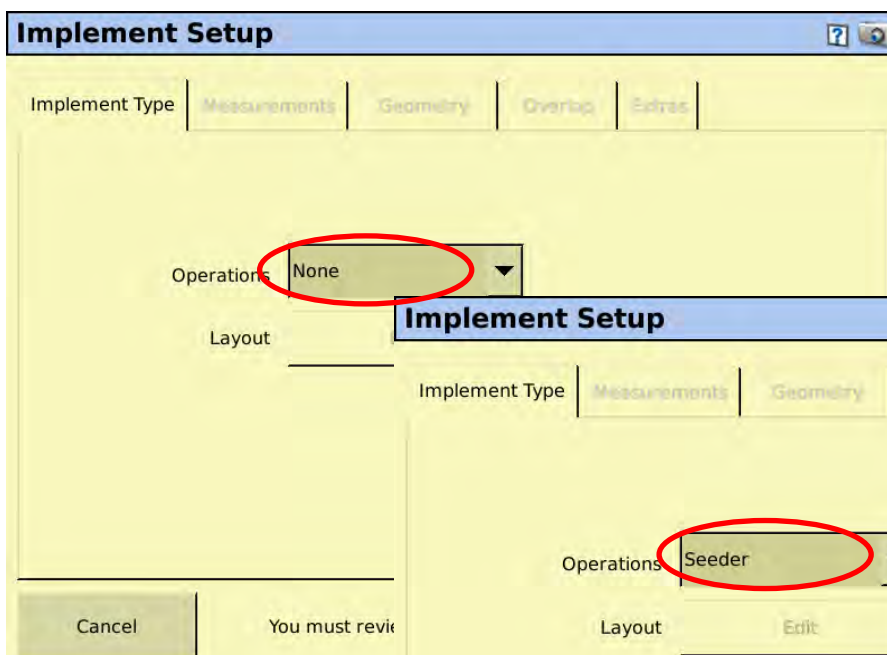 Implement Setup
?
Implement Type Measurements Geometry Overlap Extras
Operations None
Layout
Cancel You must revie
Implement Setup
Implement Type Measurements Geometry
Operations Seeder
Layout Edit